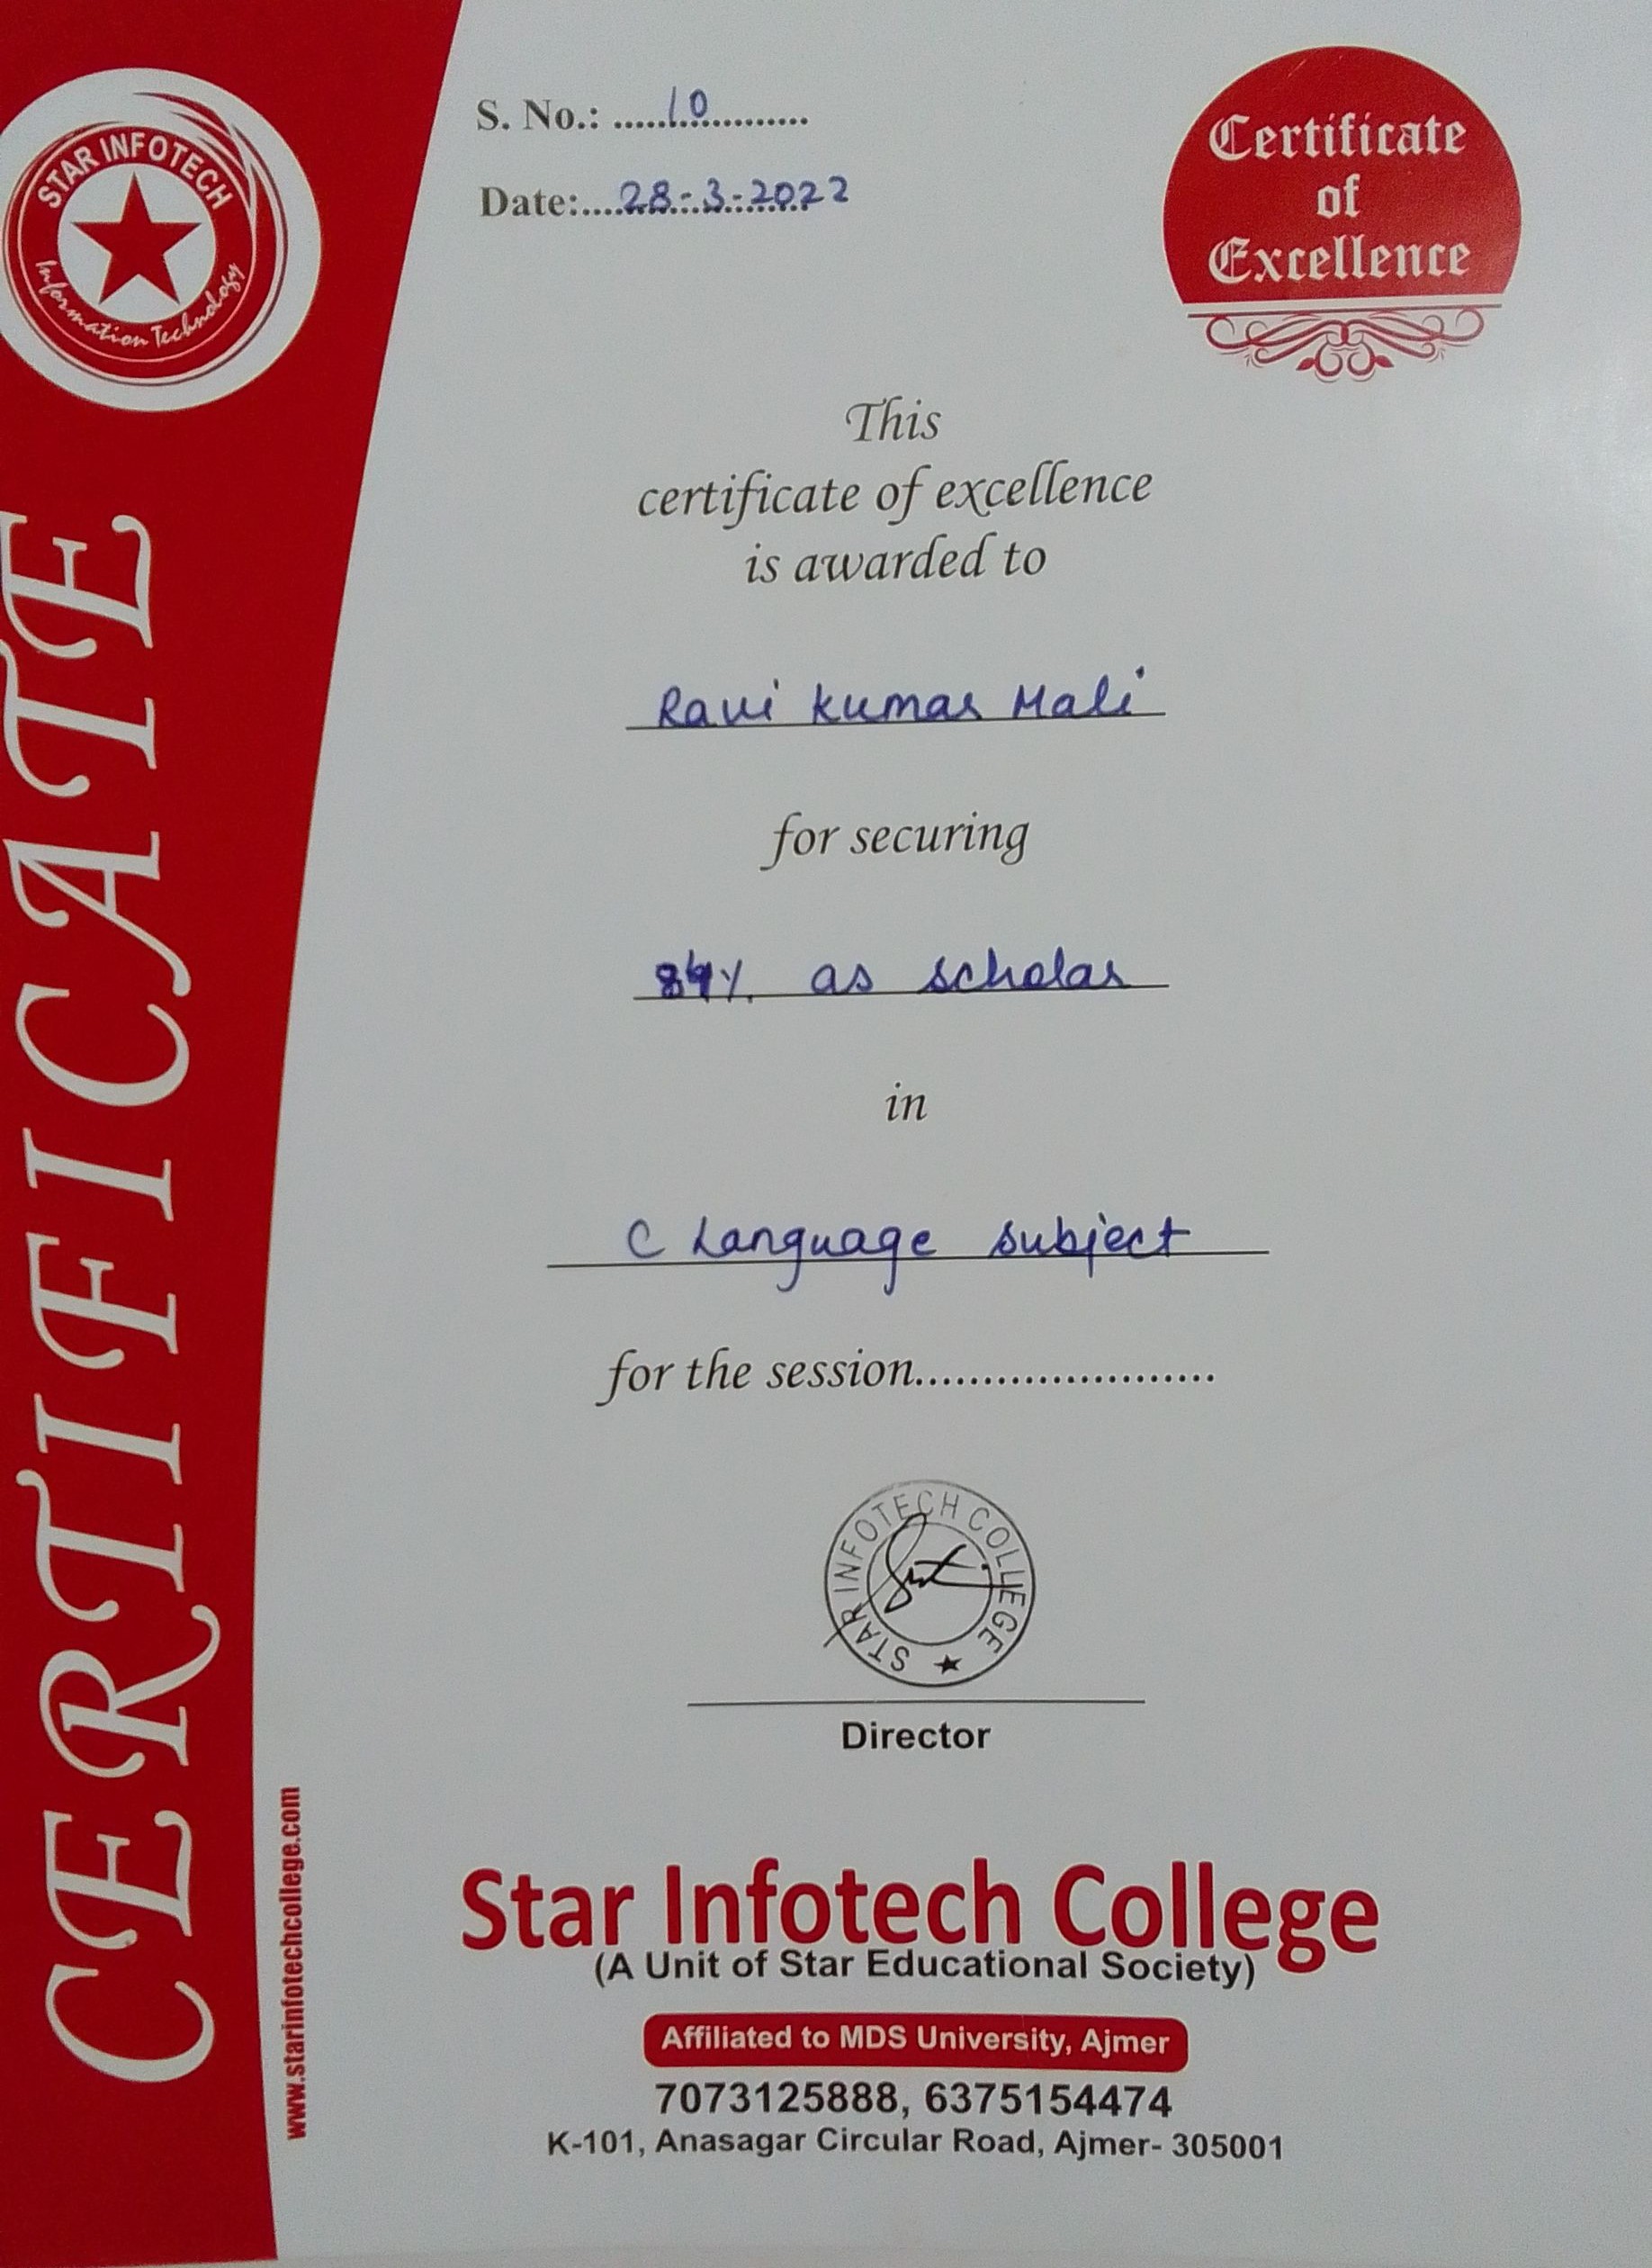 STAR INFOTECH
Information Technology
S. No.: .....10............
Date:....28-3-2022
Certificate
of
Excellence
This
certificate of excellence
is awarded to
Ravi Kumar Mali
for securing
% as scholar
in
C Language subject
for the session.......................
STAR INFOTECH COLLEGE
Director
CERTIFICATE
www.starinfotechcollege.com
Star Infotech College
(A Unit of Star Educational Society)
Affiliated to MDS University, Ajmer
7073125888, 6375154474
K-101, Anasagar Circular Road, Ajmer- 305001